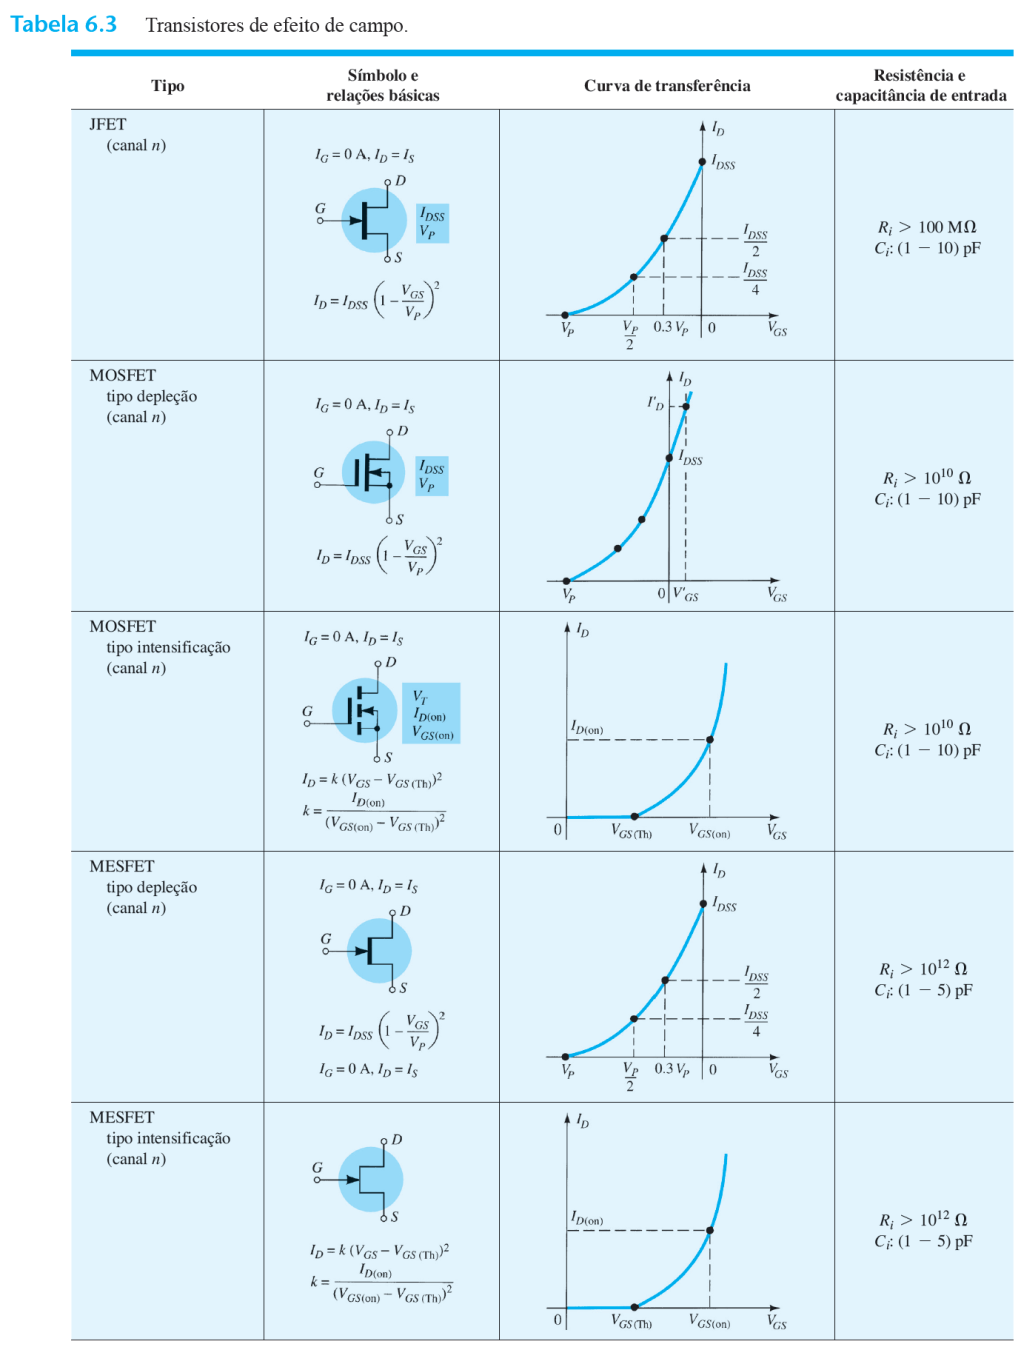 Tabela 6.3 Transistores de efeito de campo.
Tipo
Símbolo e
relações básicas
Curva de transferência
Resistência e
capacitância de entrada
JFET
(canal n)
I_G = 0 A, I_D = I_S
D
G
I_DSS
V_P
S
I_D = I_DSS (1 − V_GS/V_P)²
I_D
I_DSS
I_DSS/2
I_DSS/4
V_P
V_P/2
0.3 V_P
0
V_GS
R_i > 100 MΩ
C_i: (1 − 10) pF
MOSFET
tipo depleção
(canal n)
I_G = 0 A, I_D = I_S
D
G
I_DSS
V_P
S
I_D = I_DSS (1 − V_GS/V_P)²
I_D
I'_D
I_DSS
V_P
0
V'_GS
V_GS
R_i > 10¹⁰ Ω
C_i: (1 − 10) pF
MOSFET
tipo intensificação
(canal n)
I_G = 0 A, I_D = I_S
D
G
V_T
I_D(on)
V_GS(on)
S
I_D = k (V_GS − V_GS (Th))²
k = I_D(on)/(V_GS(on) − V_GS (Th))²
I_D
I_D(on)
0
V_GS(Th)
V_GS(on)
V_GS
R_i > 10¹⁰ Ω
C_i: (1 − 10) pF
MESFET
tipo depleção
(canal n)
I_G = 0 A, I_D = I_S
D
G
S
I_D = I_DSS (1 − V_GS/V_P)²
I_G = 0 A, I_D = I_S
I_D
I_DSS
I_DSS/2
I_DSS/4
V_P
V_P/2
0.3 V_P
0
V_GS
R_i > 10¹² Ω
C_i: (1 − 5) pF
MESFET
tipo intensificação
(canal n)
D
G
S
I_D = k (V_GS − V_GS (Th))²
k = I_D(on)/(V_GS(on) − V_GS (Th))²
I_D
I_D(on)
0
V_GS(Th)
V_GS(on)
V_GS
R_i > 10¹² Ω
C_i: (1 − 5) pF